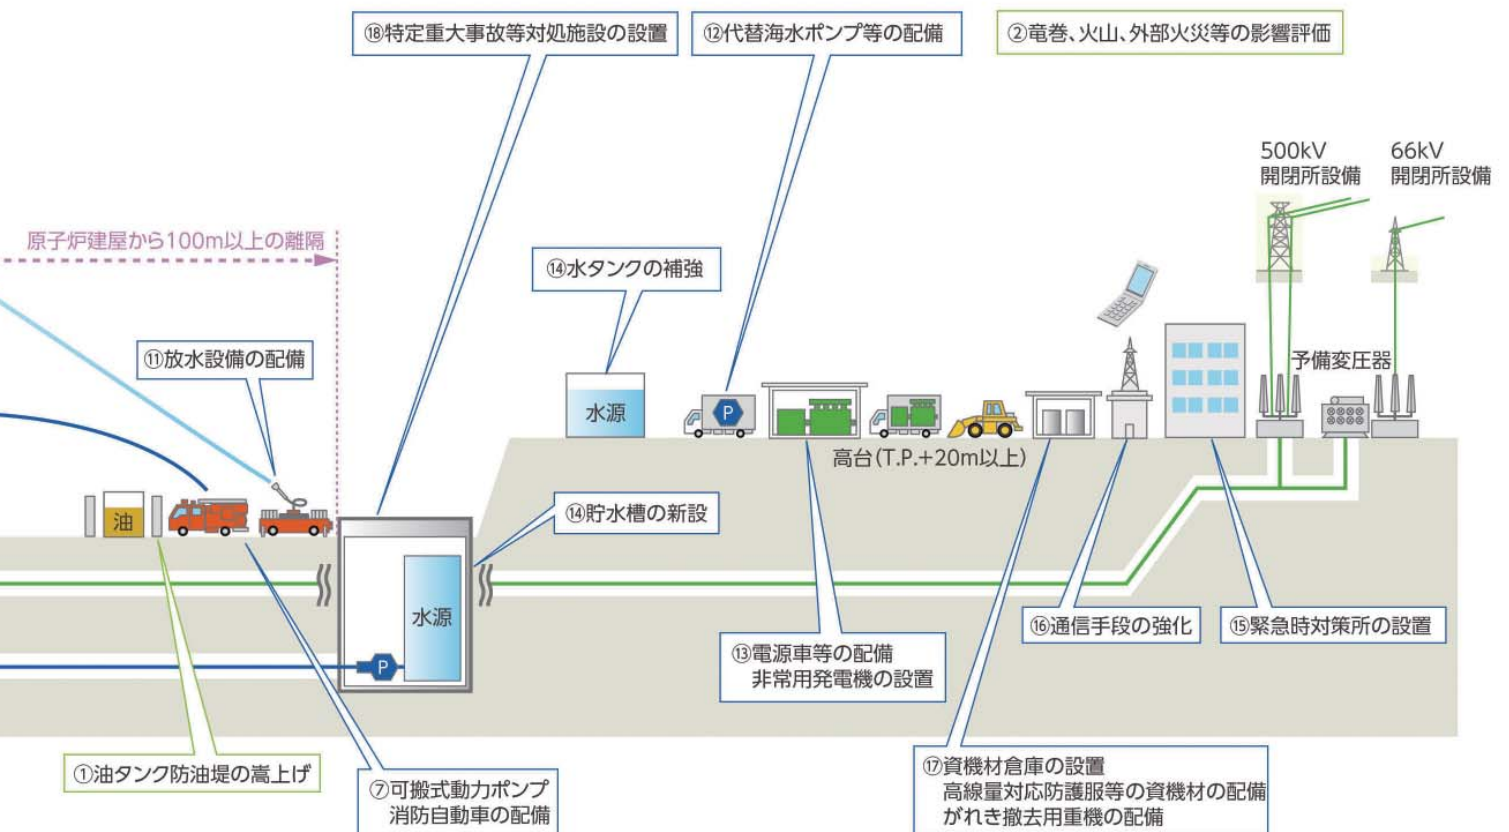 ⑱特定重大事故等対処施設の設置
⑫代替海水ポンプ等の配備
②竜巻、火山、外部火災等の影響評価
500kV
開閉所設備
66kV
開閉所設備
原子炉建屋から100m以上の離隔
⑭水タンクの補強
⑪放水設備の配備
予備変圧器
水源
P
高台(T.P.+20m以上)
油
⑭貯水槽の新設
水源
P
⑯通信手段の強化
⑮緊急時対策所の設置
⑬電源車等の配備
非常用発電機の設置
①油タンク防油堤の嵩上げ
⑦可搬式動力ポンプ
消防自動車の配備
⑰資機材倉庫の設置
高線量対応防護服等の資機材の配備
がれき撤去用重機の配備